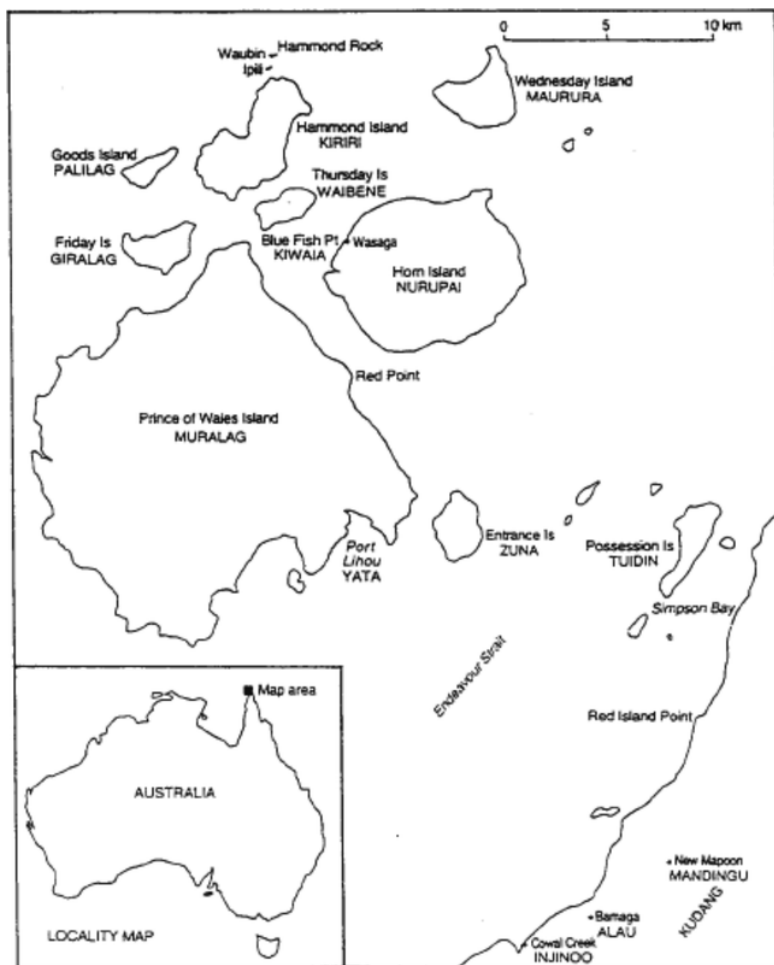 0 5 10 km
Waubin Hammond Rock
Ipili
Wednesday Island
MAURURA
Hammond Island
KIRIRI
Goods Island
PALILAG
Thursday Is
WAIBENE
Friday Is
GIRALAG
Blue Fish Pt Wasaga
KIWAIA
Horn Island
NURUPAI
Red Point
Prince of Wales Island
MURALAG
Entrance Is
ZUNA
Possession Is
TUIDIN
Port
Lihou
YATA
Simpson Bay
Endeavour Strait
Map area
Red Island Point
AUSTRALIA
New Mapoon
MANDINGU
KUDANG
Bamaga
ALAU
LOCALITY MAP
Cowal Creek
INJINOO